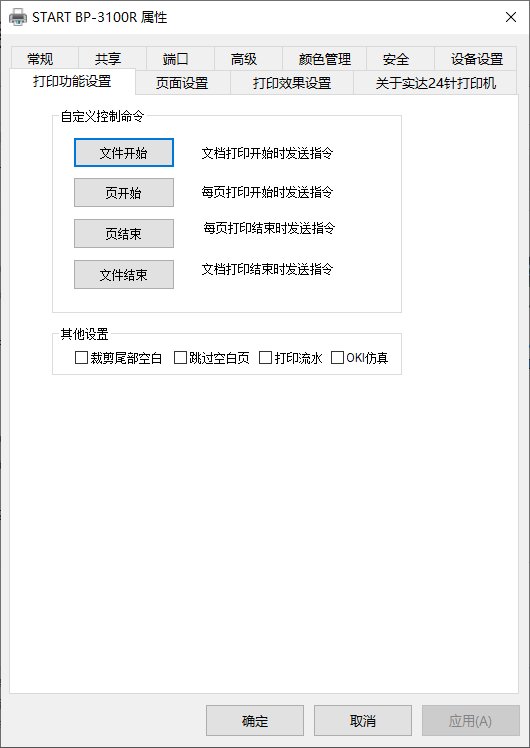 START BP-3100R 属性
常规 共享 端口 高级 颜色管理 安全 设备设置
打印功能设置 页面设置 打印效果设置 关于实达24针打印机
自定义控制命令
文件开始 文档打印开始时发送指令
页开始 每页打印开始时发送指令
页结束 每页打印结束时发送指令
文件结束 文档打印结束时发送指令
其他设置
裁剪尾部空白 跳过空白页 打印流水 OKI仿真
确定 取消 应用(A)